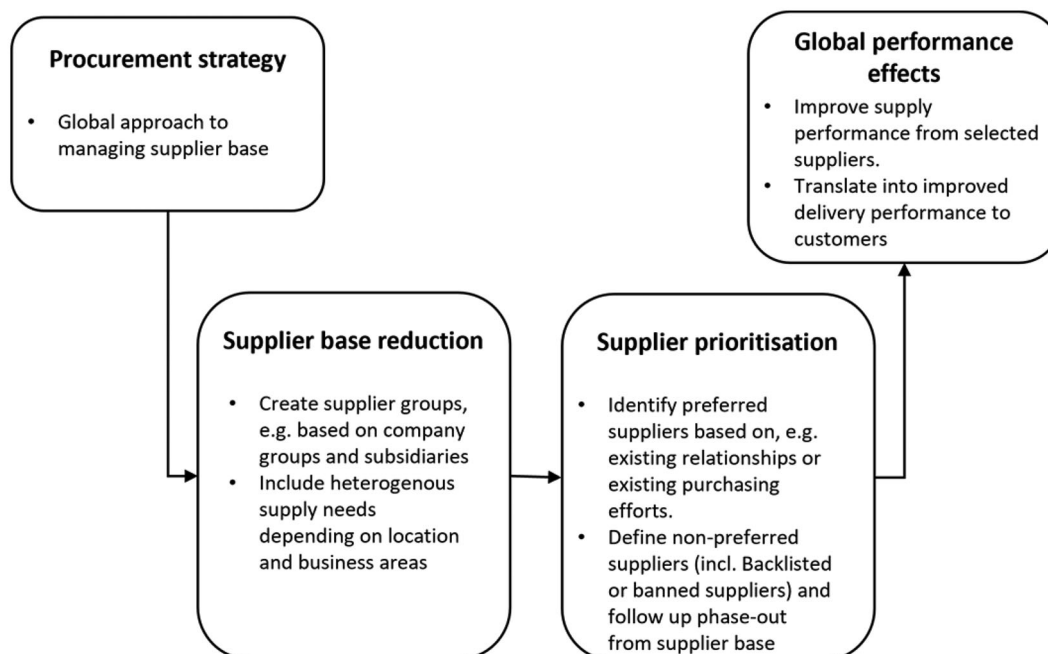 Procurement strategy
• Global approach to
managing supplier base
Supplier base reduction
• Create supplier groups,
e.g. based on company
groups and subsidiaries
• Include heterogenous
supply needs
depending on location
and business areas
Supplier prioritisation
• Identify preferred
suppliers based on, e.g.
existing relationships or
existing purchasing
efforts.
• Define non-preferred
suppliers (incl. Backlisted
or banned suppliers) and
follow up phase-out
from supplier base
Global performance
effects
• Improve supply
performance from selected
suppliers.
• Translate into improved
delivery performance to
customers